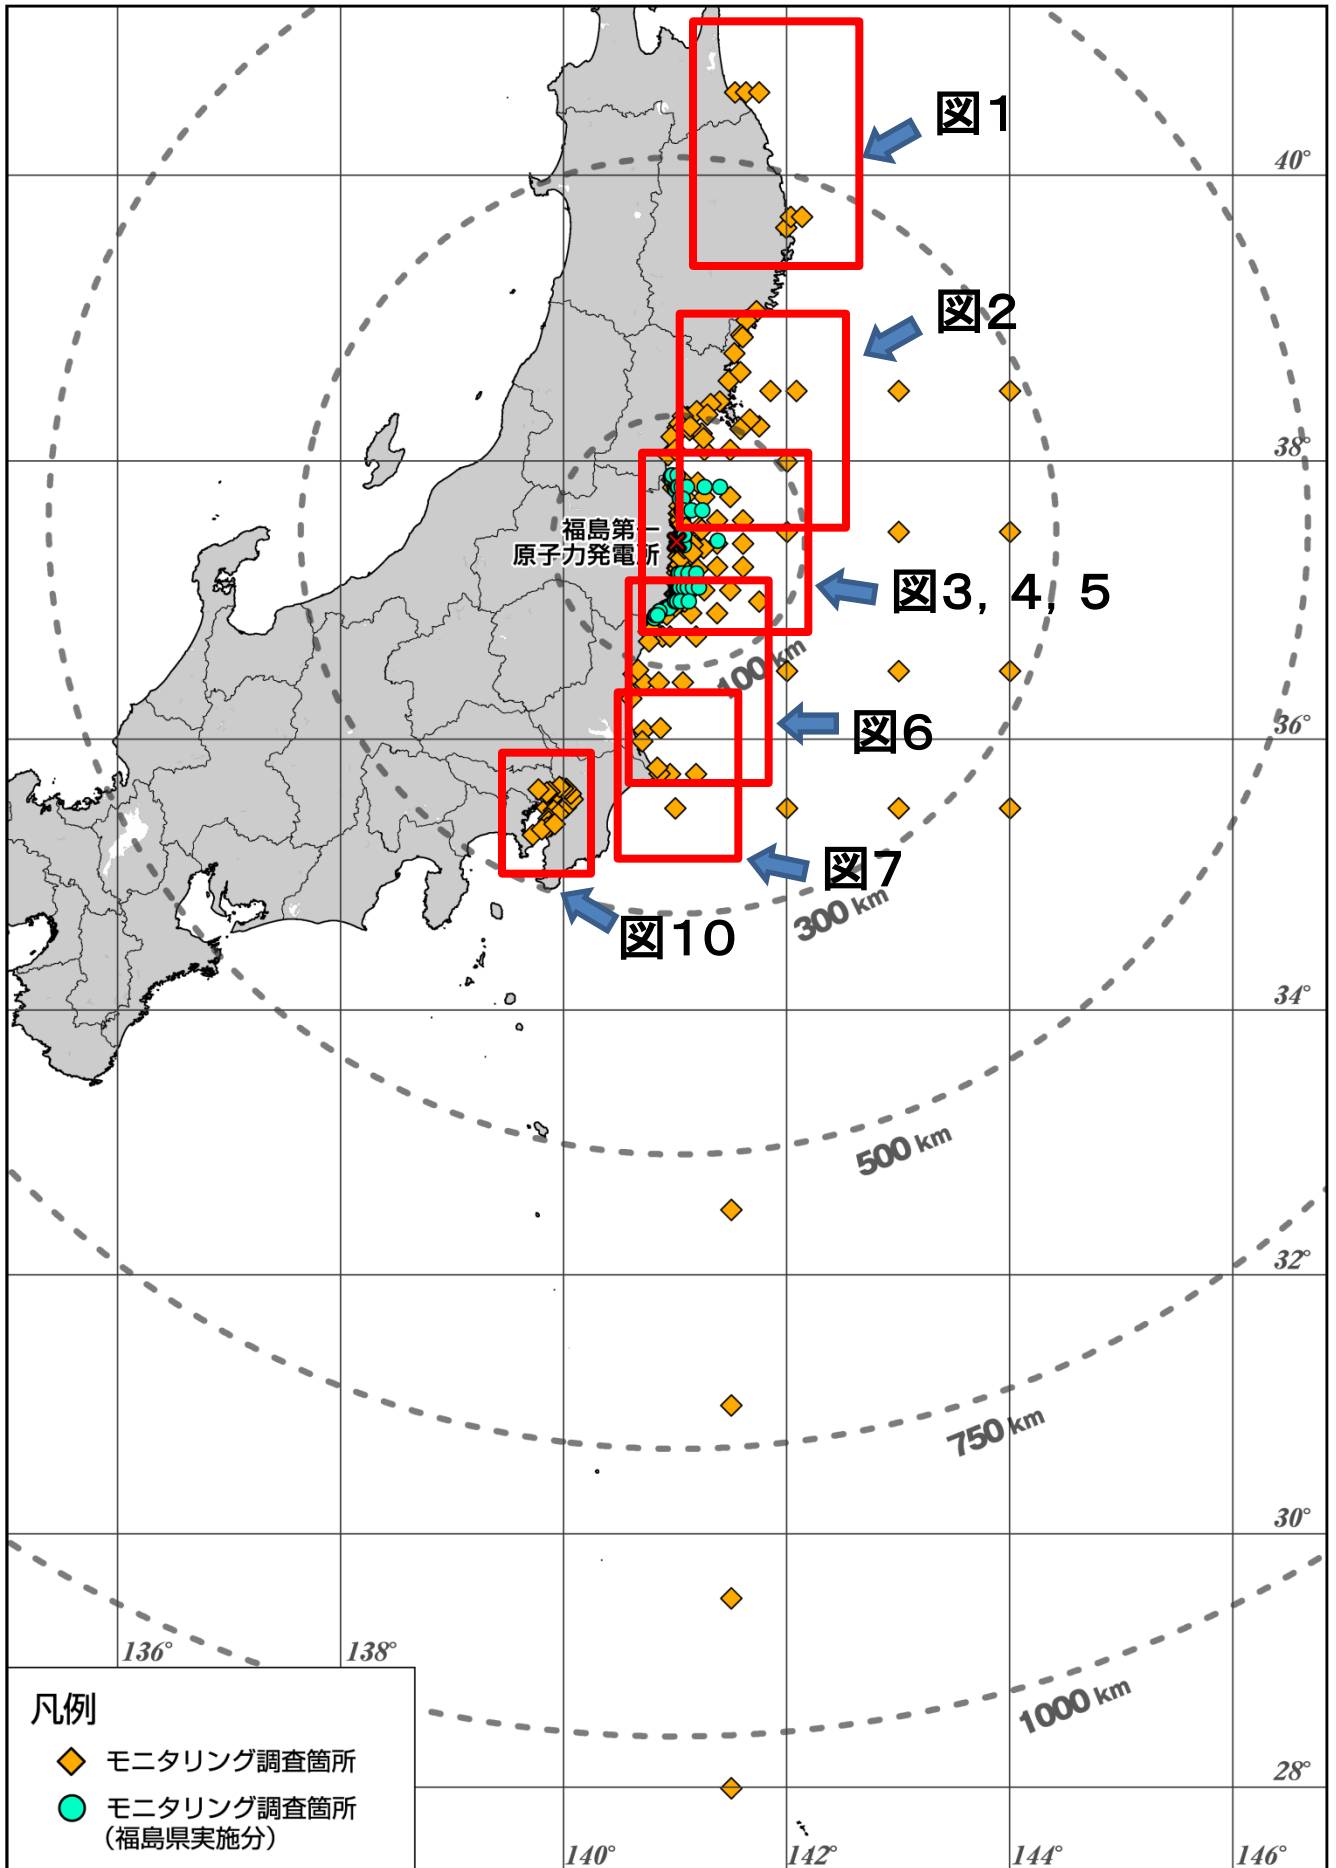 図1
40°
図2
38°
福島第一
原子力発電所
図3, 4, 5
100 km
36°
図6
図7
300 km
図10
34°
500 km
32°
750 km
30°
136°
138°
1000 km
凡例
モニタリング調査箇所
28°
モニタリング調査箇所
（福島県実施分）
140°
142°
144°
146°